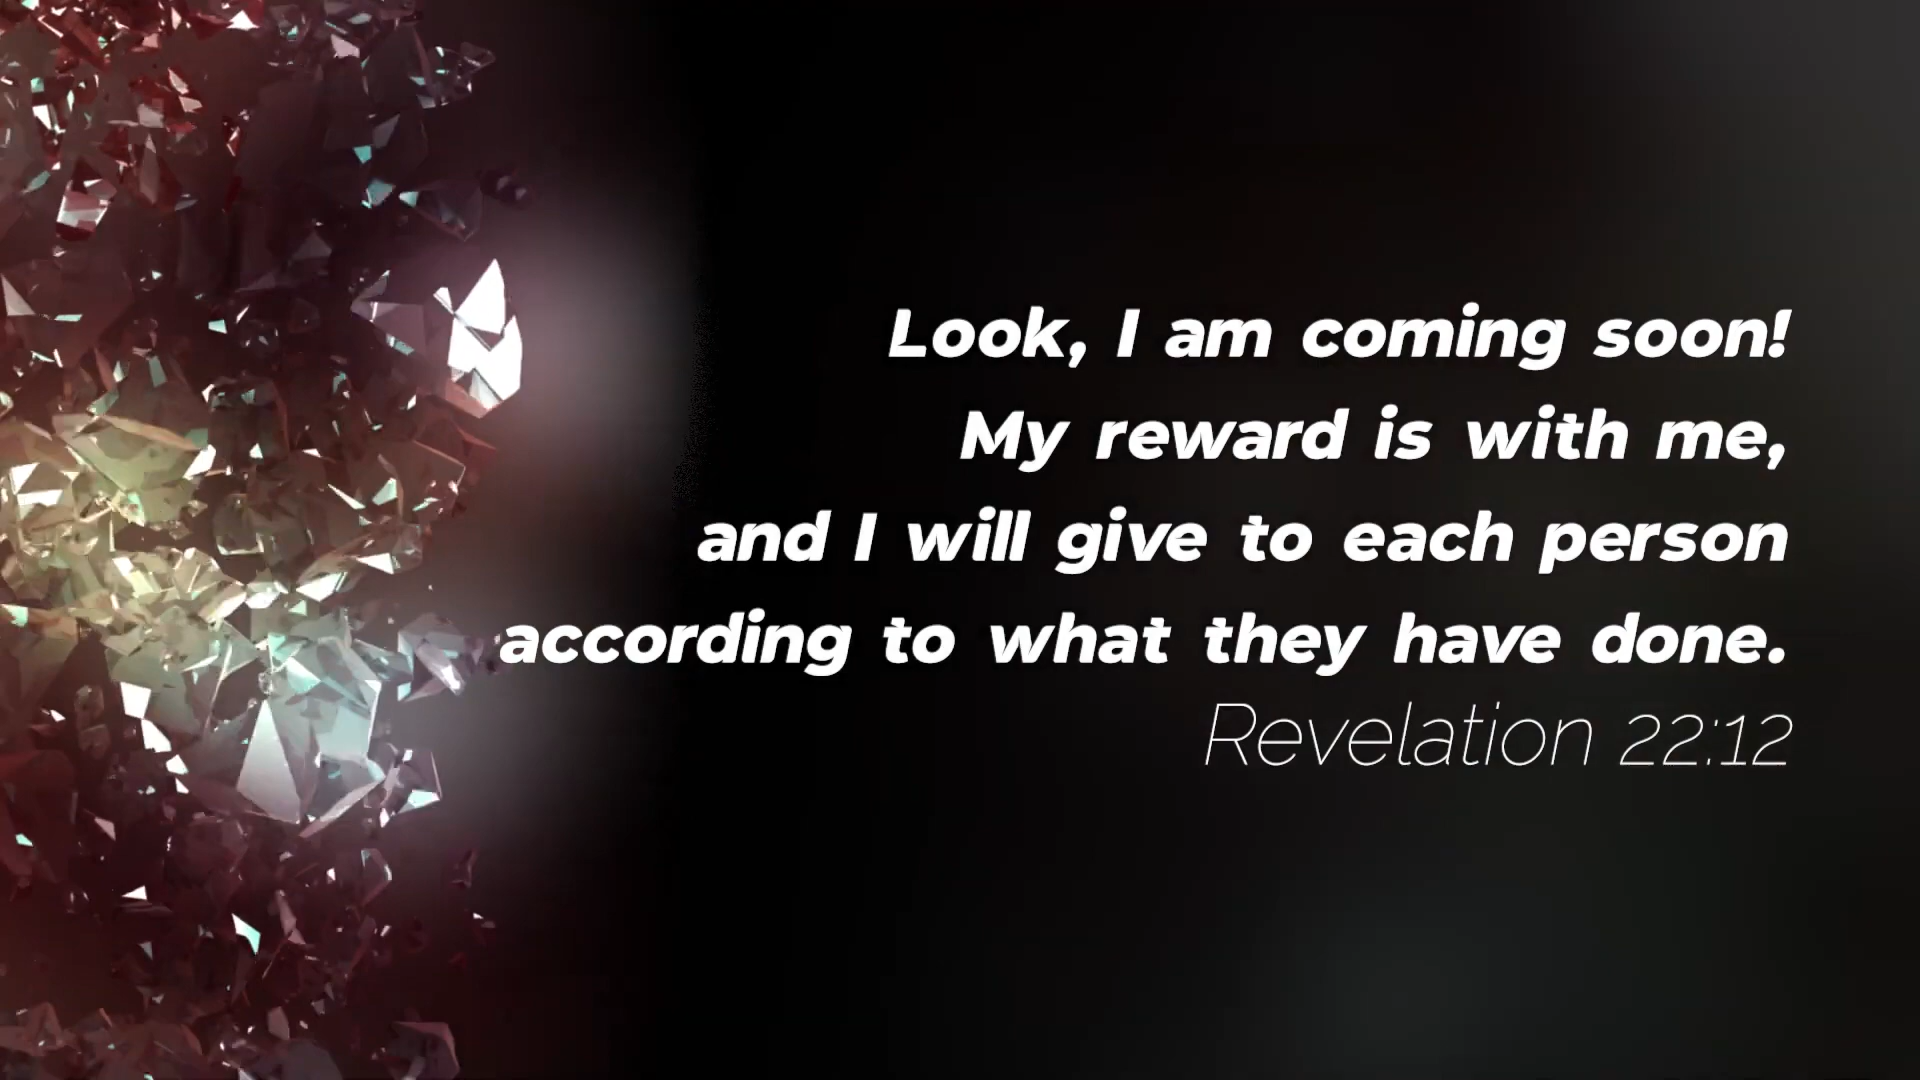 Look, I am coming soon!
My reward is with me,
and I will give to each person
according to what they have done.
Revelation 22:12